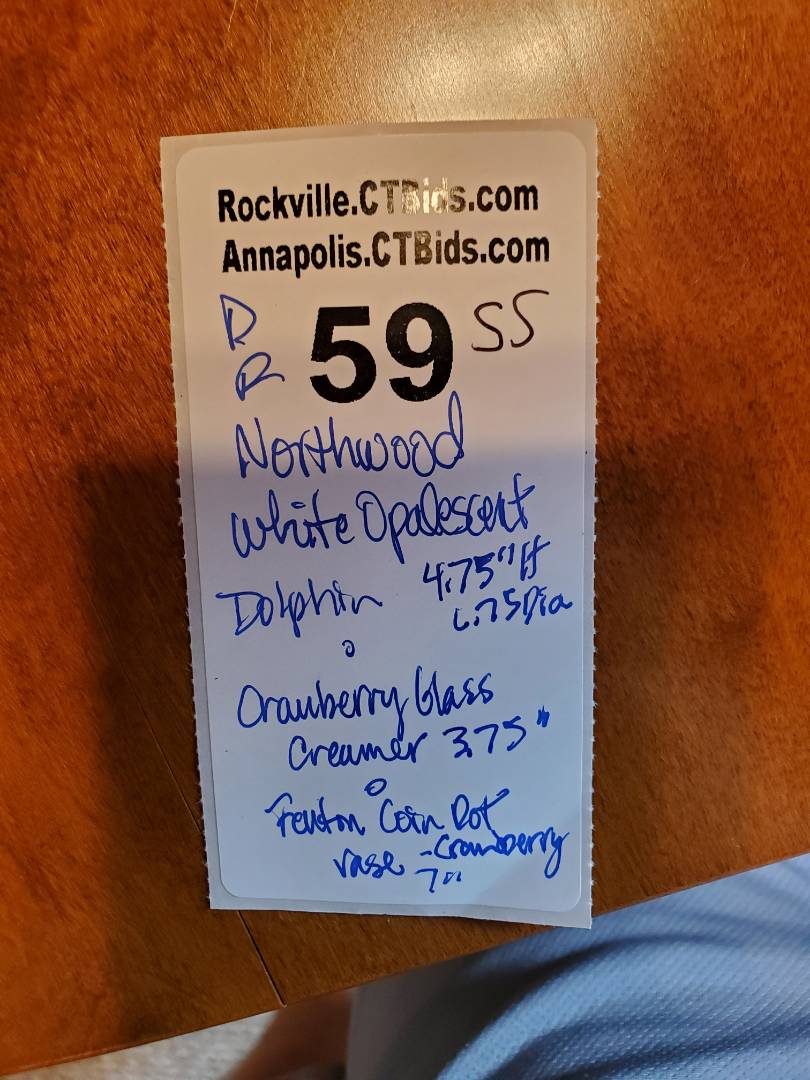 Rockville.CTBids.com
Annapolis.CTBids.com
D
R
59 SS
Northwood
White Opalescent
Dolphin 4.75" H
6.75 Dia
Cranberry Glass
Creamer 3.75"
Fenton Coin Dot
vase - Cranberry
7"